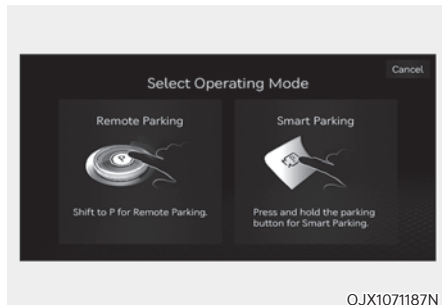 Cancel
Select Operating Mode
Remote Parking
Smart Parking
P
Shift to P for Remote Parking.
Press and hold the parking
button for Smart Parking.
OJX1071187N